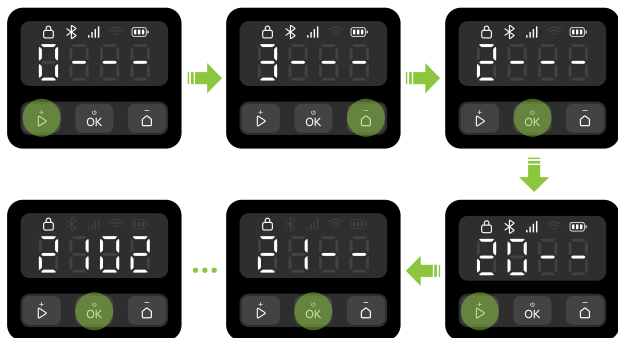 0---
+ OK −
3---
+ OK −
2---
+ OK −
20--
+ OK −
21--
+ OK −
2102
+ OK −